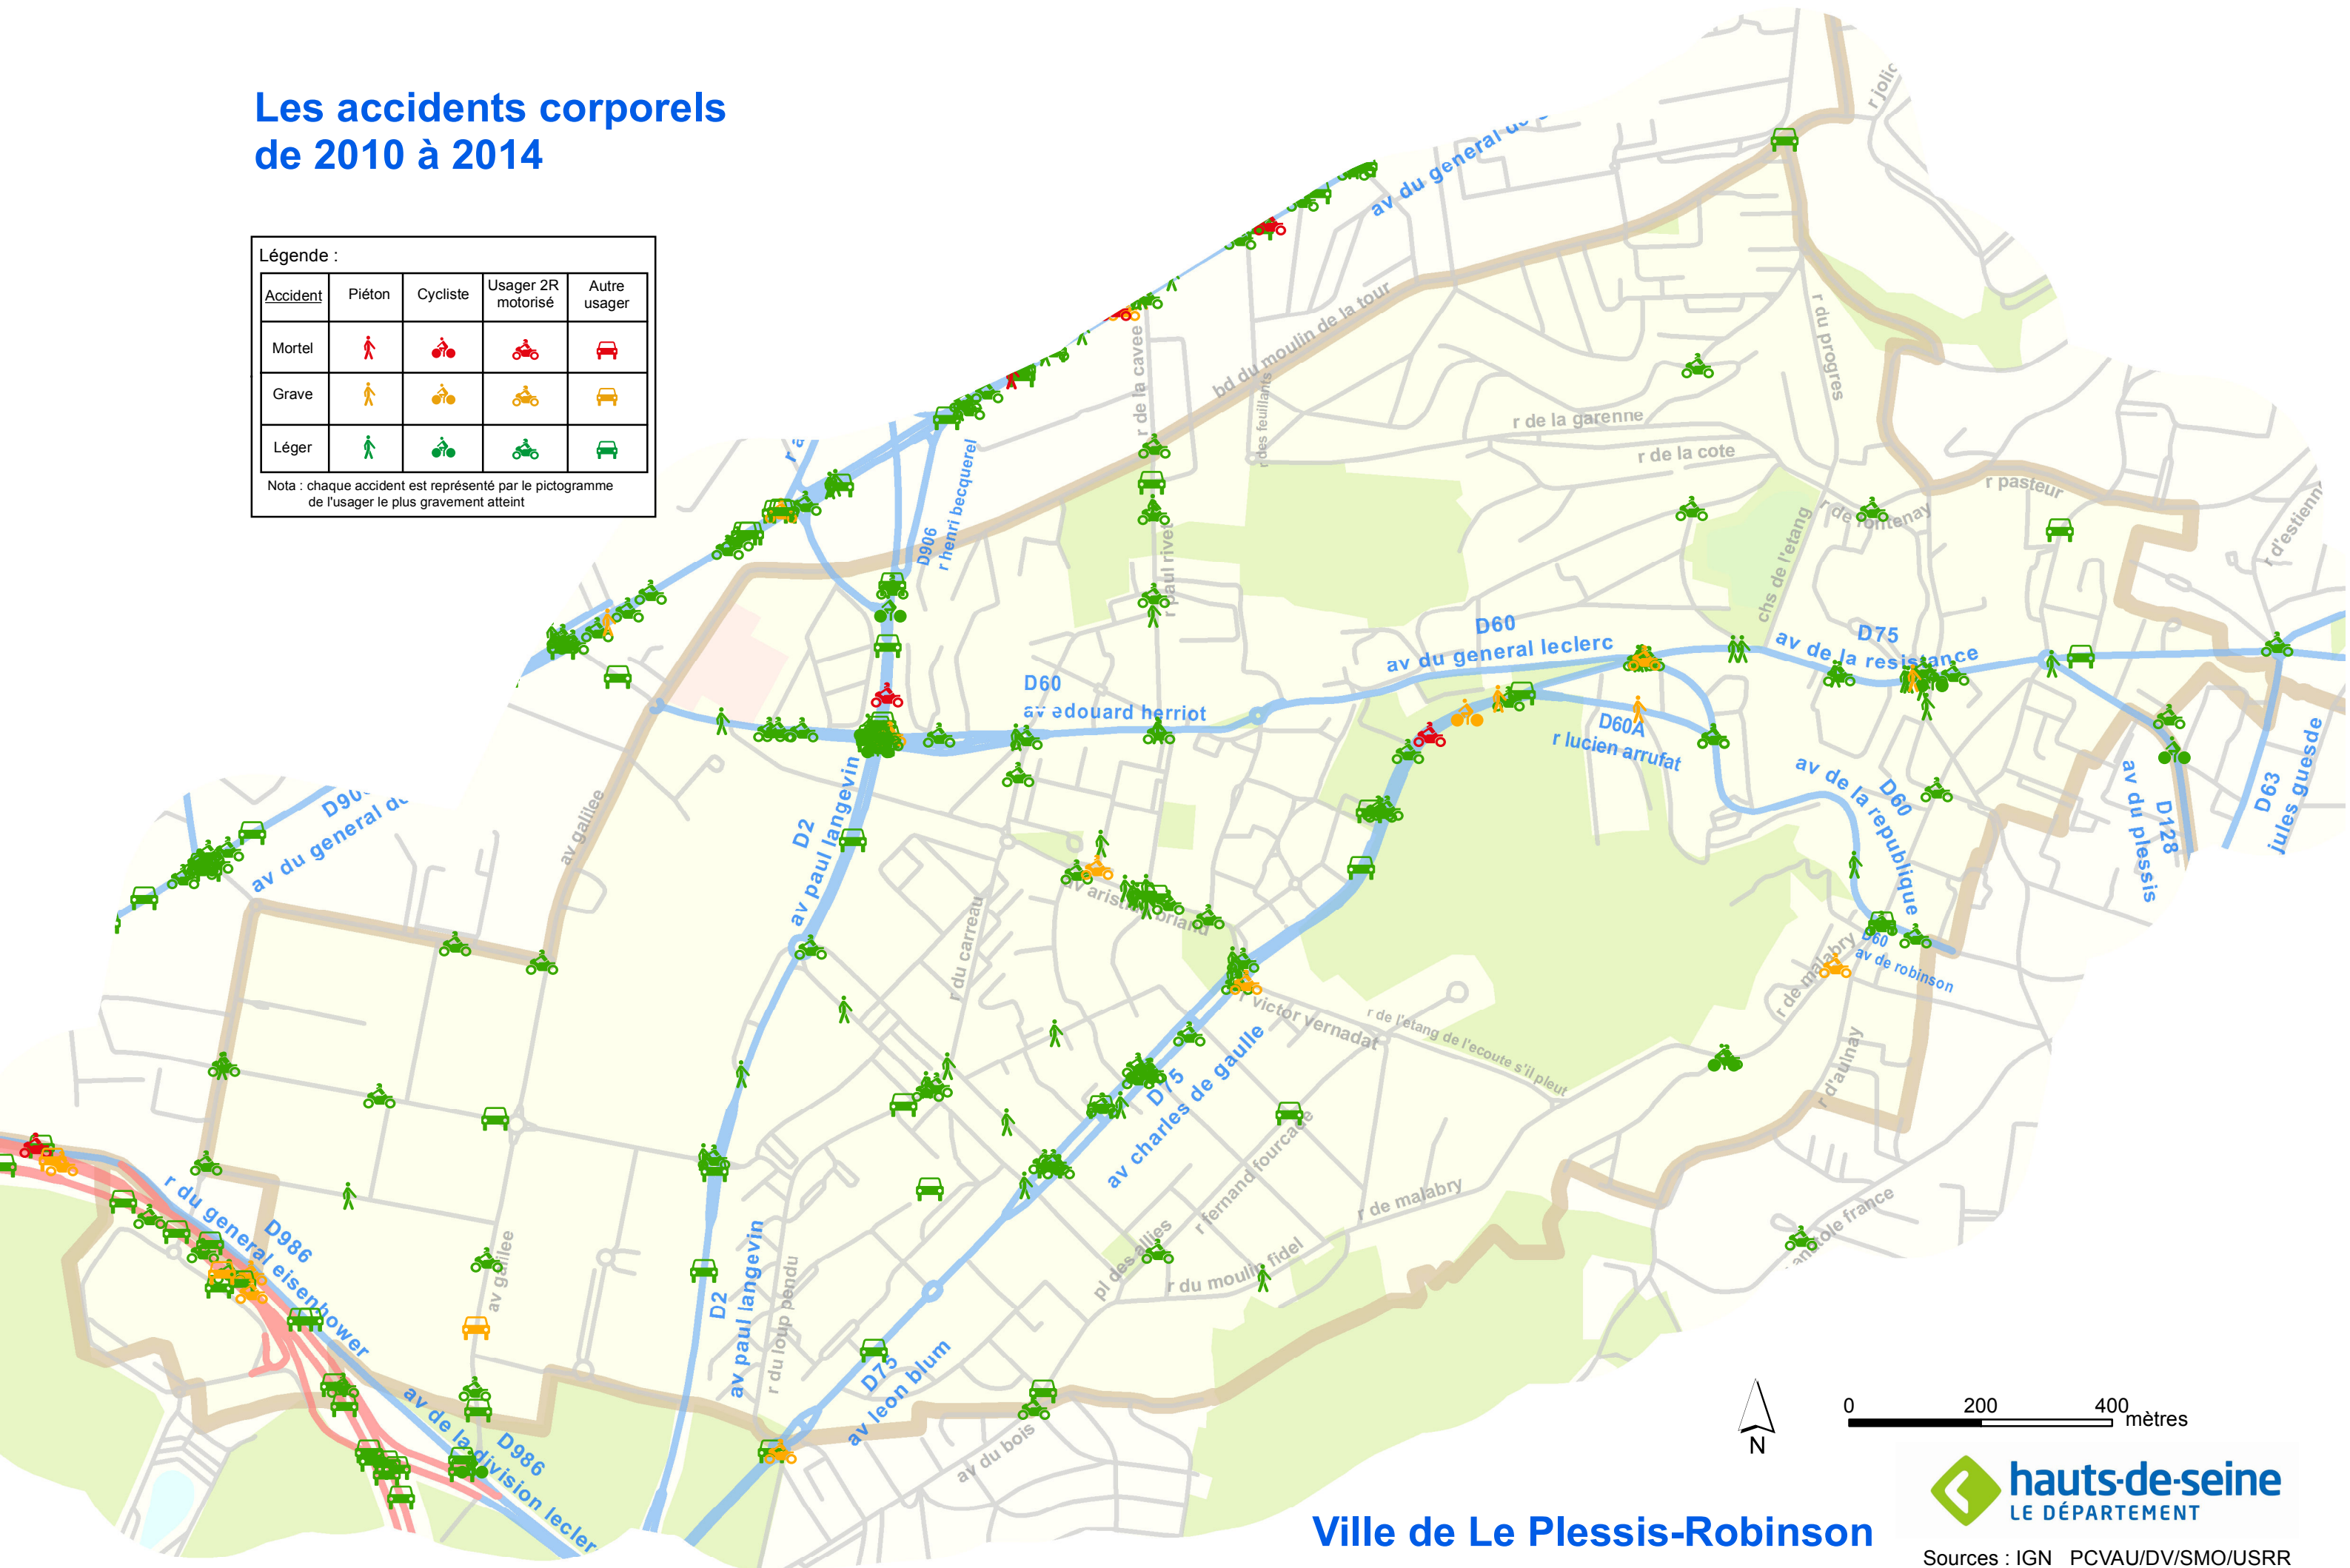 Les accidents corporels
de 2010 à 2014
Légende :
Accident
Piéton
Cycliste
Usager 2R
motorisé
Autre
usager
Mortel
Grave
Léger
Nota : chaque accident est représenté par le pictogramme
de l'usager le plus gravement atteint
av du general de
r jolic
bd du moulin de la tour
r de la cavee
r des feuillants
r du progres
r de la garenne
r de la cote
r pasteur
r de fontenay
r d'estienn
chs de l'etang
D906
r henri becquerel
r paul rivet
D60
av du general leclerc
D75
av de la resistance
D60
av edouard herriot
D60A
r lucien arrufat
av de la republique
D60
D63
jules guesde
av du plessis
D128
D2
av paul langevin
av galilee
D90
av du general de
av aristide briand
r du carreau
D60
av de robinson
r de malabry
r victor vernadat
r de l'etang de l'ecoute s'il pleut
r d'aulnay
D75
av charles de gaulle
r fernand fourcade
r de malabry
r du general eisenhower
D986
av galilee
pl des allies
r du moulin fidel
anatole france
D2
av paul langevin
r du loup pendu
D75
av leon blum
av de la division lecler
D986
av du bois
N
0 200 400 mètres
hauts-de-seine
LE DÉPARTEMENT
Ville de Le Plessis-Robinson
Sources : IGN PCVAU/DV/SMO/USRR